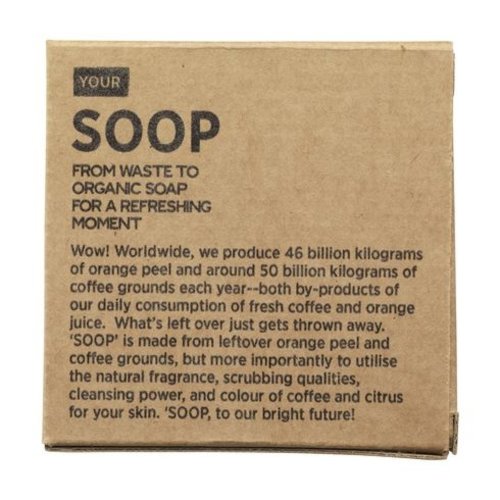 YOUR
SOOP
FROM WASTE TO
ORGANIC SOAP
FOR A REFRESHING
MOMENT
Wow! Worldwide, we produce 46 billion kilograms
of orange peel and around 50 billion kilograms of
coffee grounds each year--both by-products of
our daily consumption of fresh coffee and orange
juice. What's left over just gets thrown away.
'SOOP' is made from leftover orange peel and
coffee grounds, but more importantly to utilise
the natural fragrance, scrubbing qualities,
cleansing power, and colour of coffee and citrus
for your skin. 'SOOP, to our bright future!